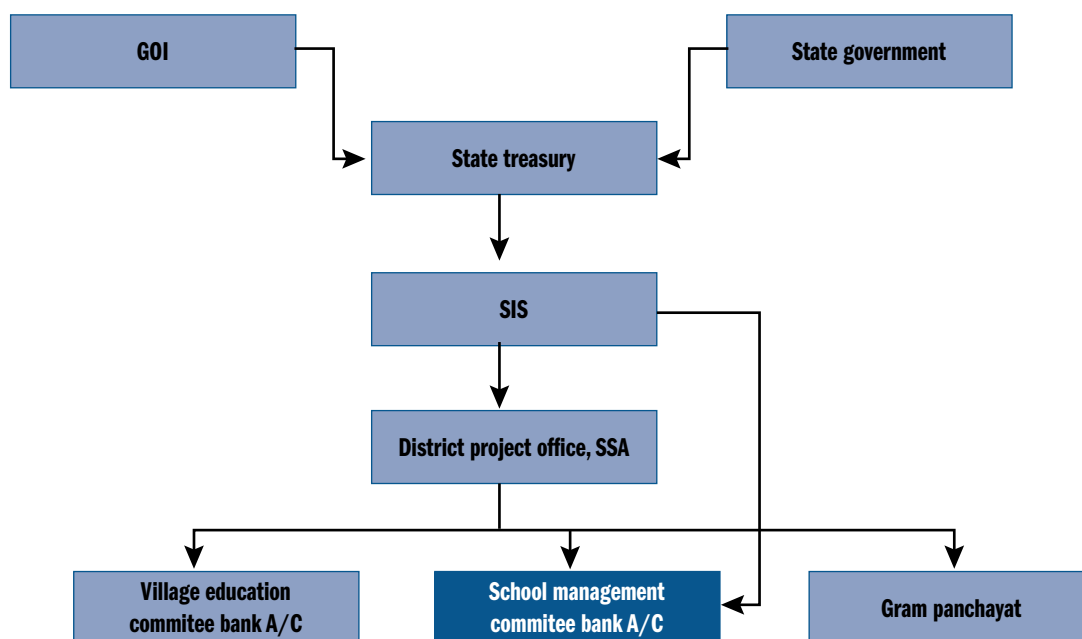 GOI
State government
State treasury
SIS
District project office, SSA
Village education
commitee bank A/C
School management
commitee bank A/C
Gram panchayat